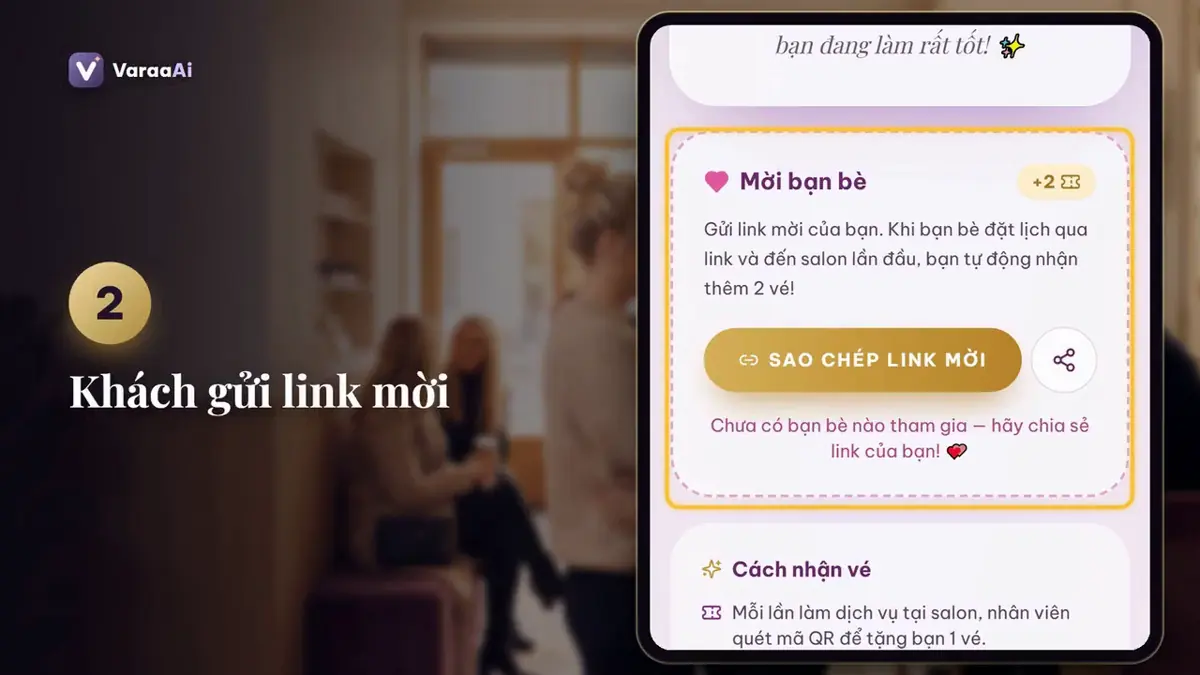 VaraaAi
2
Khách gửi link mời
bạn đang làm rất tốt! ✨
Mời bạn bè
+2
Gửi link mời của bạn. Khi bạn bè đặt lịch qua
link và đến salon lần đầu, bạn tự động nhận
thêm 2 vé!
SAO CHÉP LINK MỜI
Chưa có bạn bè nào tham gia — hãy chia sẻ
link của bạn! 💕
Cách nhận vé
Mỗi lần làm dịch vụ tại salon, nhân viên
quét mã QR để tặng bạn 1 vé.